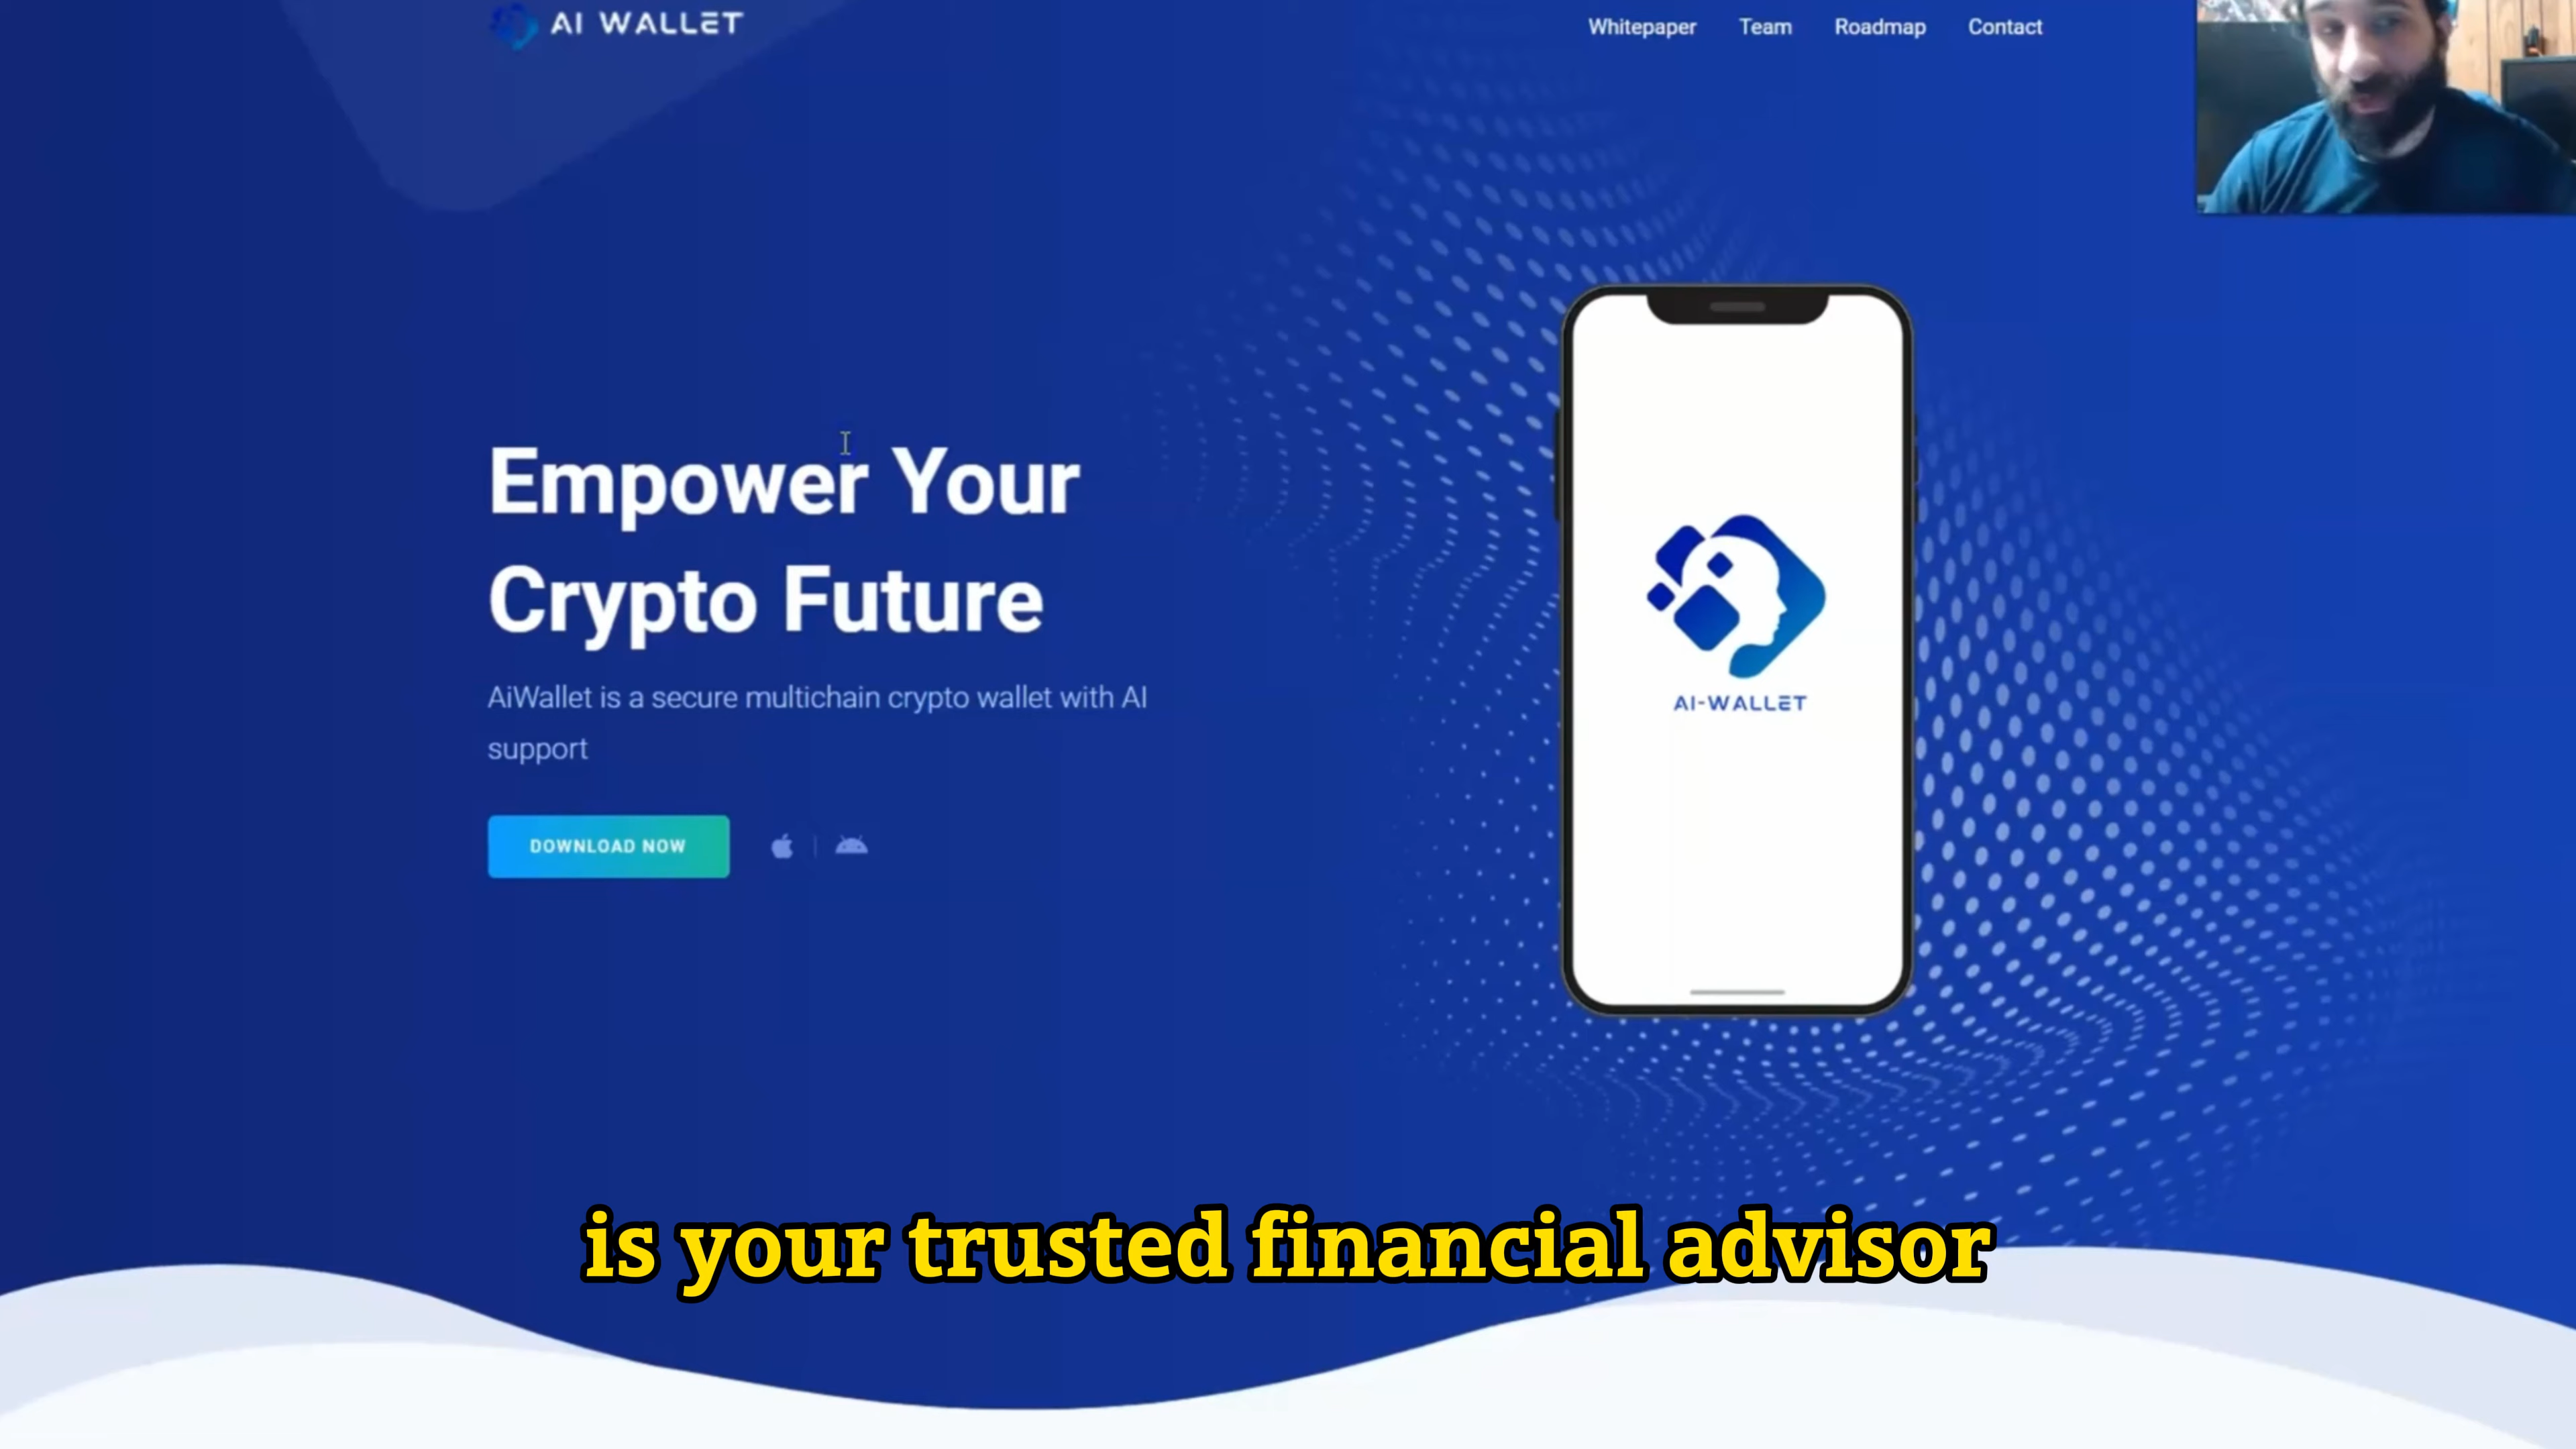 AI WALLET
Whitepaper Team Roadmap Contact
Empower Your
Crypto Future
AiWallet is a secure multichain crypto wallet with AI
support
DOWNLOAD NOW
AI-WALLET
is your trusted financial advisor